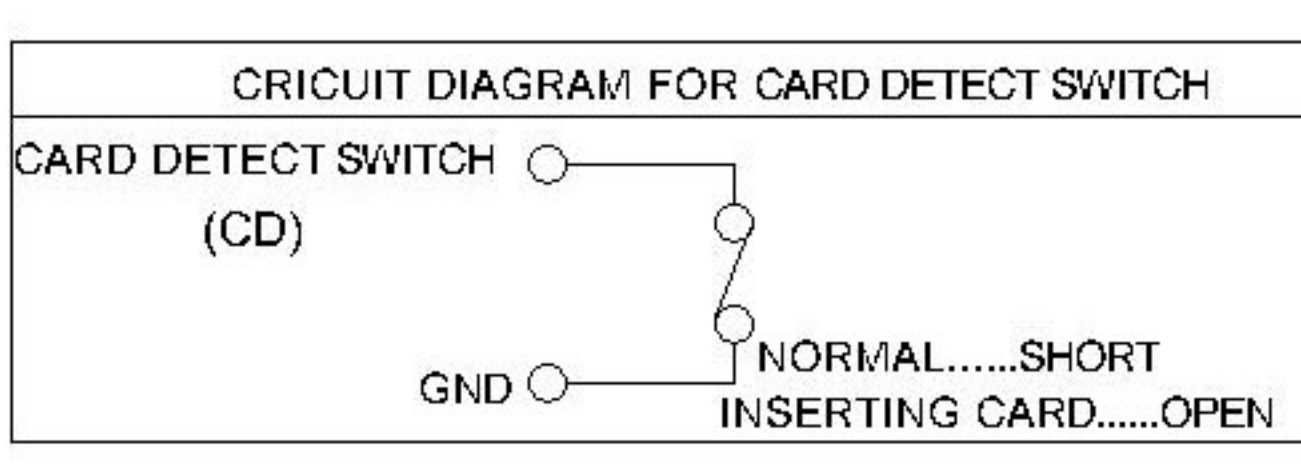 CRICUIT DIAGRAM FOR CARD DETECT SWITCH
CARD DETECT SWITCH
(CD)
GND
NORMAL......SHORT
INSERTING CARD......OPEN